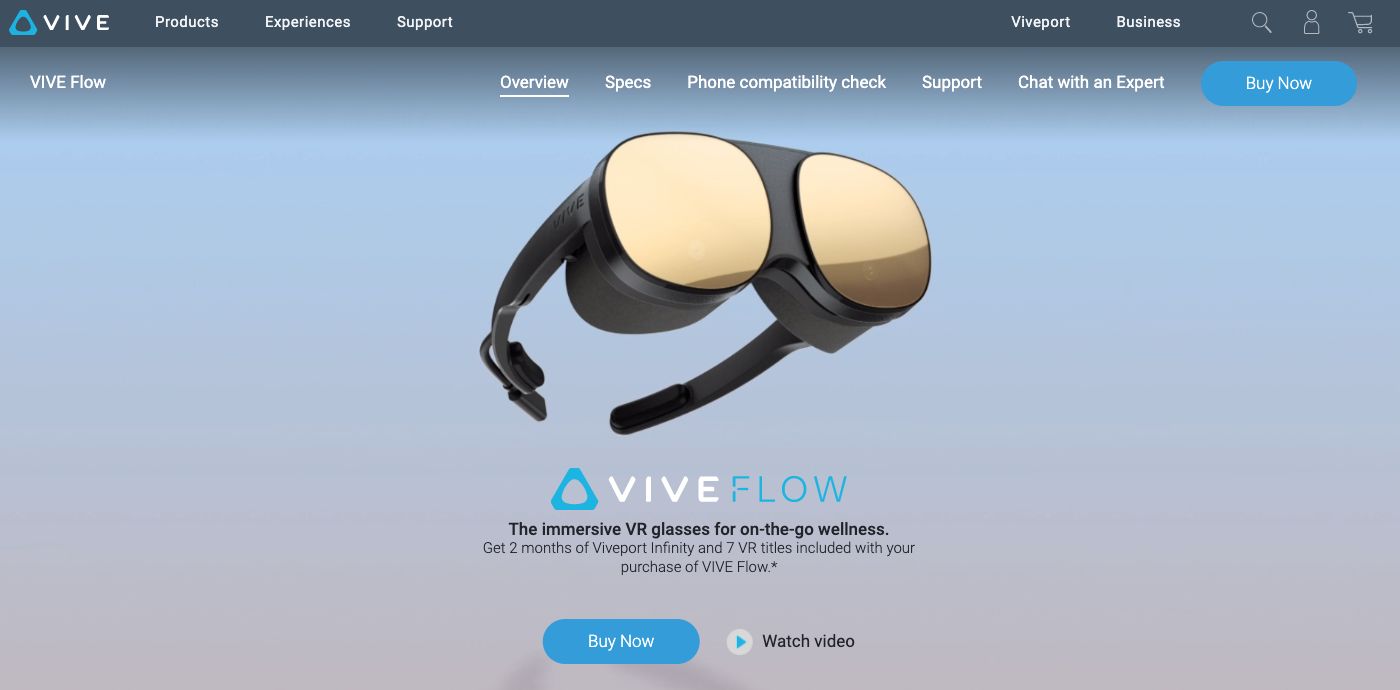 VIVE Products Experiences Support Viveport Business
VIVE Flow Overview Specs Phone compatibility check Support Chat with an Expert Buy Now
VIVE
VIVE FLOW
The immersive VR glasses for on-the-go wellness.
Get 2 months of Viveport Infinity and 7 VR titles included with your
purchase of VIVE Flow.*
Buy Now Watch video